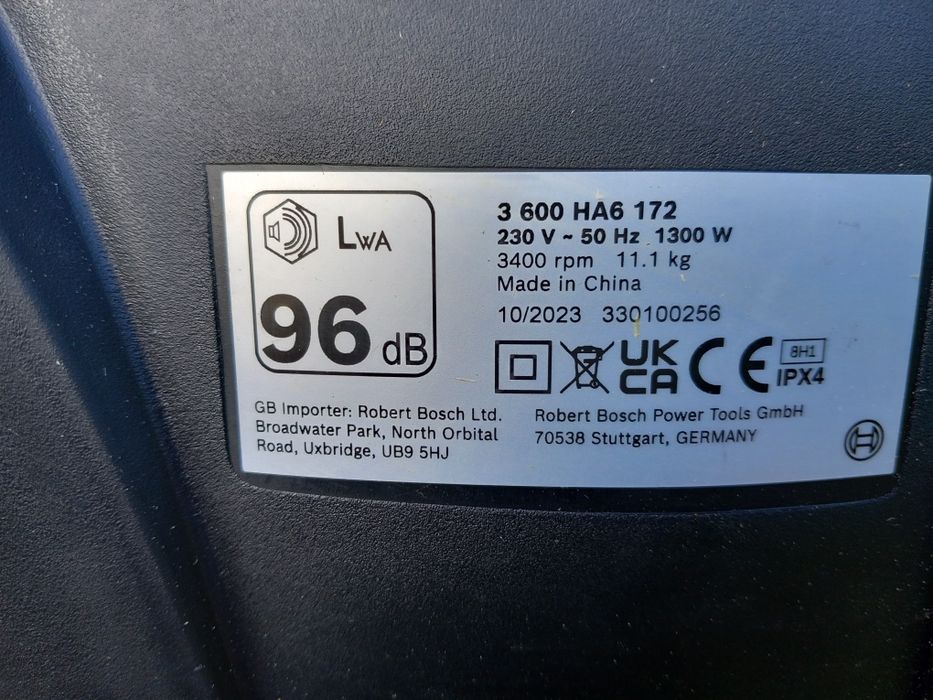 LWA
96 dB
3 600 HA6 172
230 V ~ 50 Hz 1300 W
3400 rpm 11.1 kg
Made in China
10/2023 330100256
UK
CA
CE
8H1
IPX4
GB Importer: Robert Bosch Ltd.
Broadwater Park, North Orbital
Road, Uxbridge, UB9 5HJ
Robert Bosch Power Tools GmbH
70538 Stuttgart, GERMANY